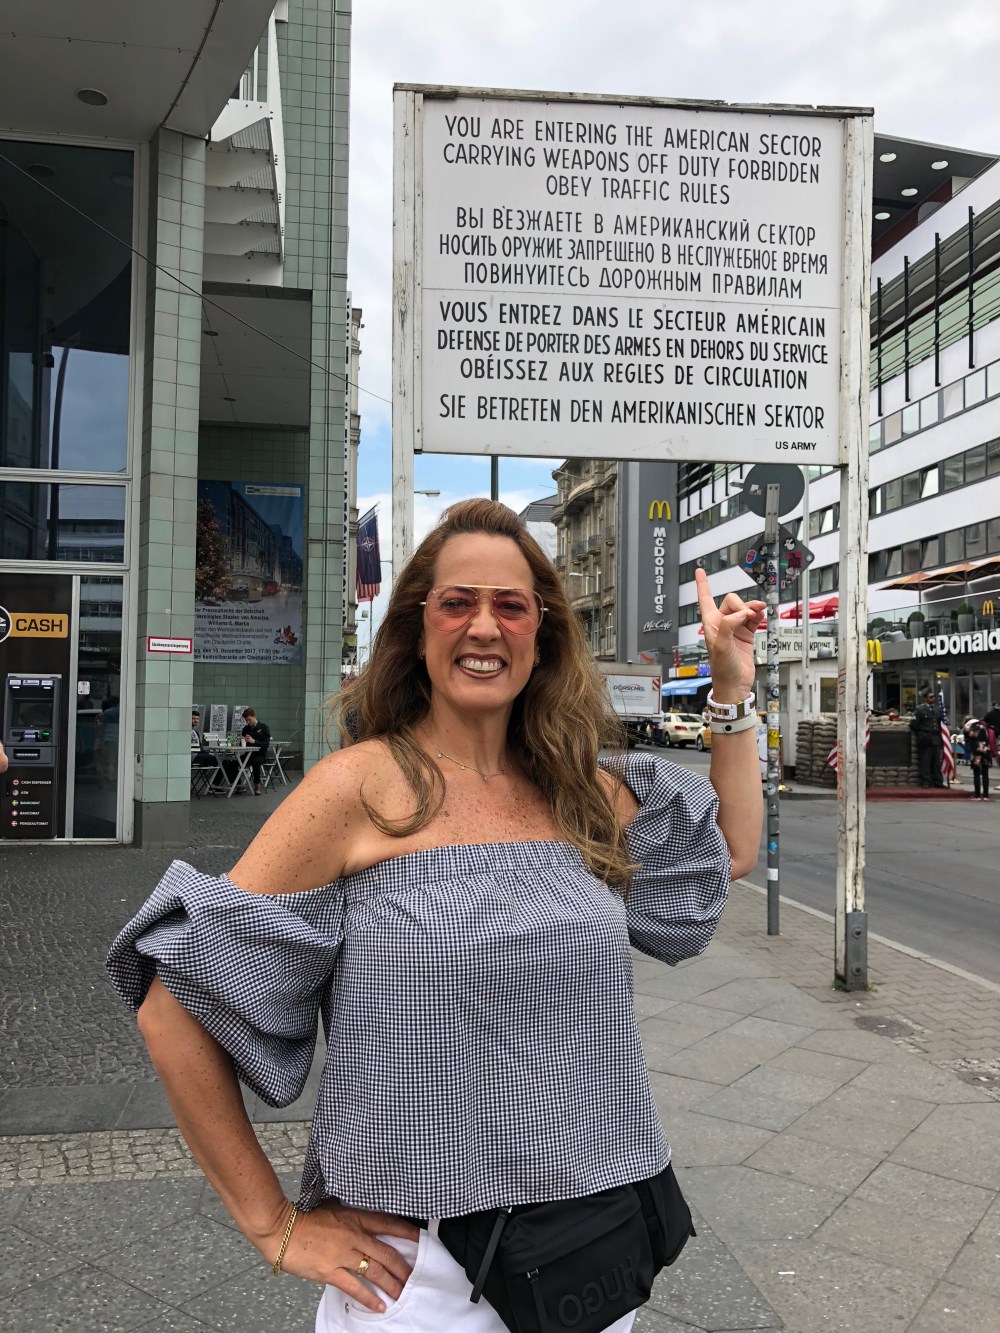 YOU ARE ENTERING THE AMERICAN SECTOR
CARRYING WEAPONS OFF DUTY FORBIDDEN
OBEY TRAFFIC RULES
ВЫ ВЪЕЗЖАЕТЕ В АМЕРИКАНСКИЙ СЕКТОР
НОСИТЬ ОРУЖИЕ ЗАПРЕЩЕНО В НЕСЛУЖЕБНОЕ ВРЕМЯ
ПОВИНУИТЕСЬ ДОРОЖНЫМ ПРАВИЛАМ
VOUS ENTREZ DANS LE SECTEUR AMÉRICAIN
DEFENSE DE PORTER DES ARMES EN DEHORS DU SERVICE
OBÉISSEZ AUX REGLES DE CIRCULATION
SIE BETRETEN DEN AMERIKANISCHEN SEKTOR
US ARMY
McDonald's
McCafé
McDonald's
CASH
HUGO